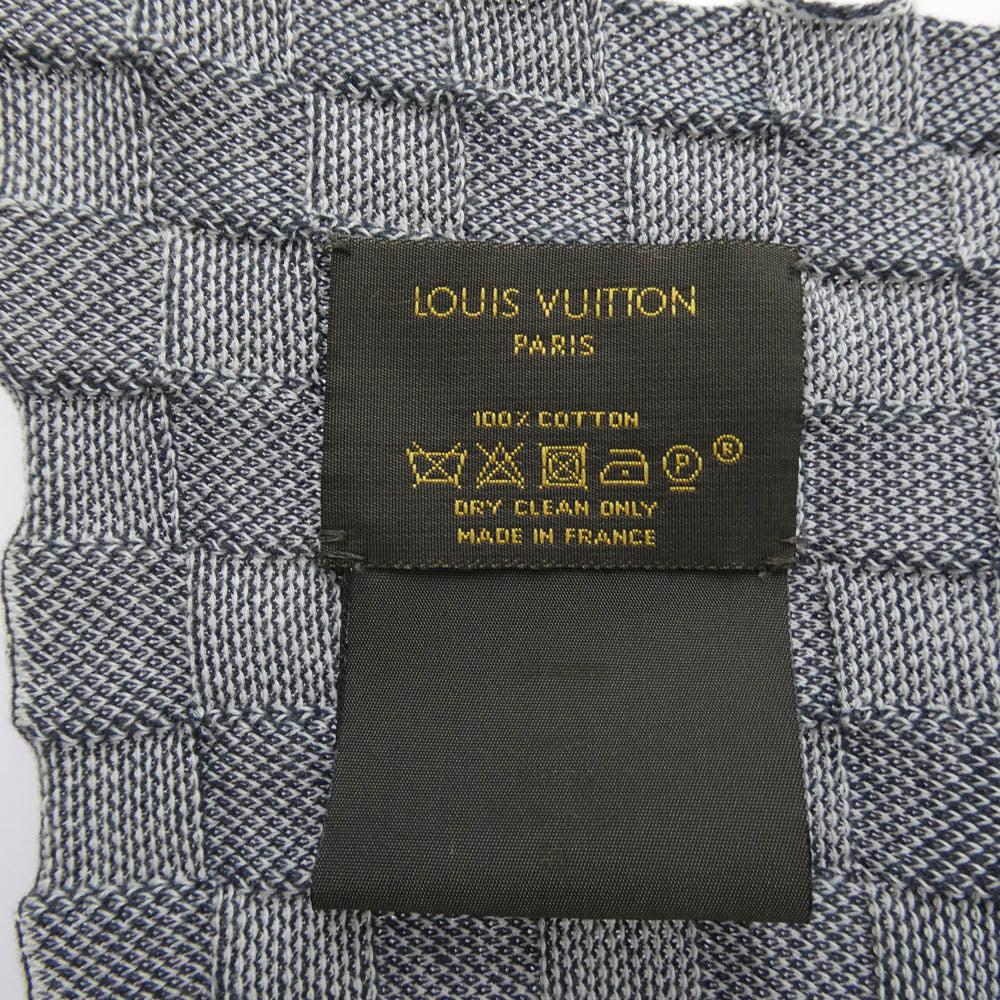 LOUIS VUITTON
PARIS
100% COTTON
P ®
DRY CLEAN ONLY
MADE IN FRANCE